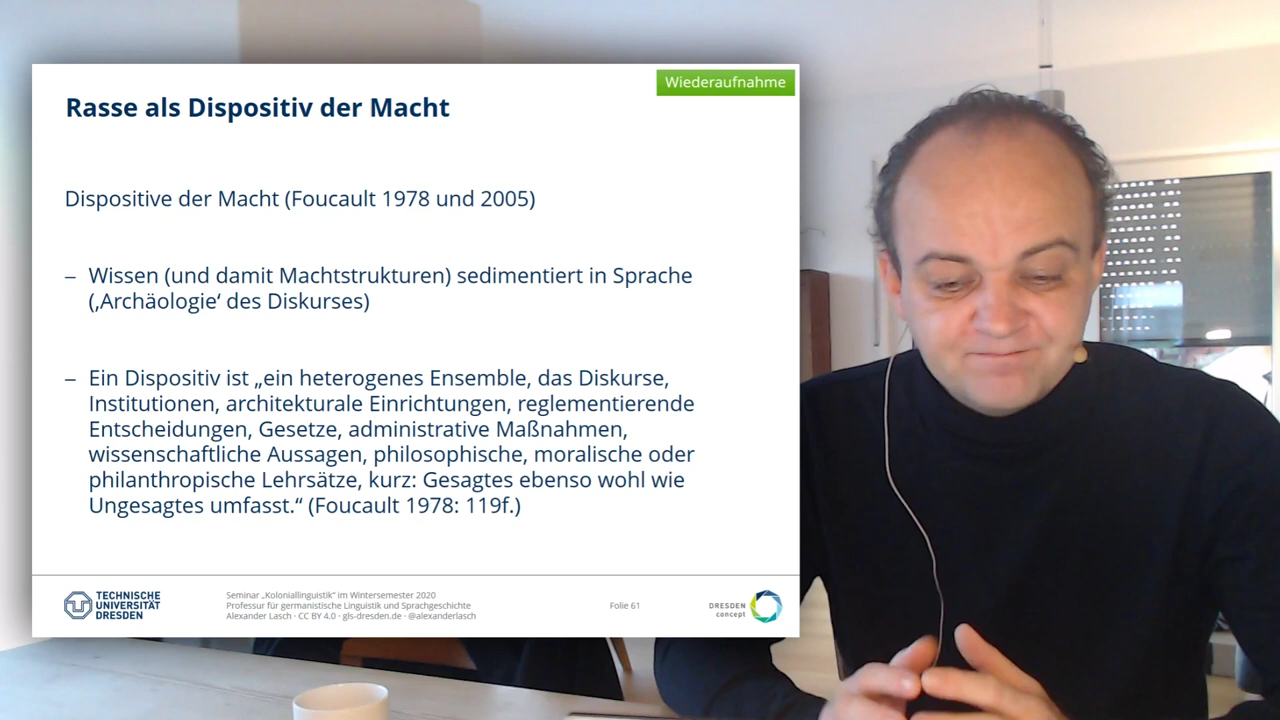 Wiederaufnahme
Rasse als Dispositiv der Macht
Dispositive der Macht (Foucault 1978 und 2005)
– Wissen (und damit Machtstrukturen) sedimentiert in Sprache
(‚Archäologie‘ des Diskurses)
– Ein Dispositiv ist „ein heterogenes Ensemble, das Diskurse,
Institutionen, architekturale Einrichtungen, reglementierende
Entscheidungen, Gesetze, administrative Maßnahmen,
wissenschaftliche Aussagen, philosophische, moralische oder
philanthropische Lehrsätze, kurz: Gesagtes ebenso wohl wie
Ungesagtes umfasst.“ (Foucault 1978: 119f.)
TECHNISCHE
UNIVERSITÄT
DRESDEN
Seminar „Koloniallinguistik“ im Wintersemester 2020
Professur für germanistische Linguistik und Sprachgeschichte
Alexander Lasch · CC BY 4.0 · gls-dresden.de · @alexanderlasch
Folie 61
DRESDEN
concept